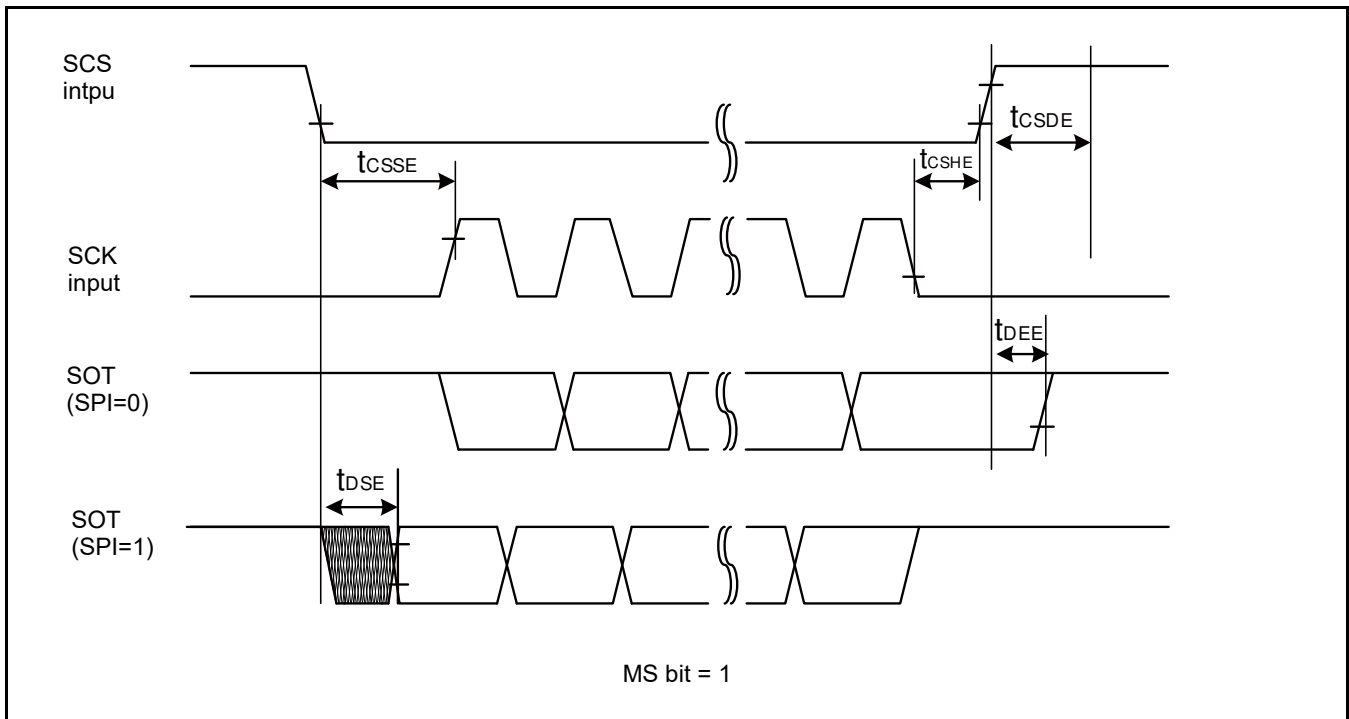 SCS
intpu
tCSDE
tCSSE
tCSHE
SCK
input
tDEE
SOT
(SPI=0)
tDSE
SOT
(SPI=1)
MS bit = 1